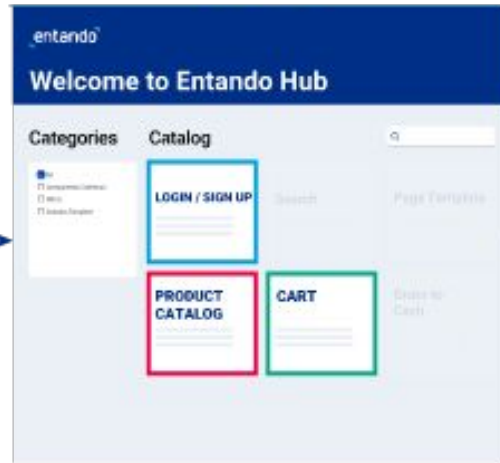 entando
Welcome to Entando Hub
Categories
Catalog
LOGIN / SIGN UP
Search
Page Template
PRODUCT
CATALOG
CART